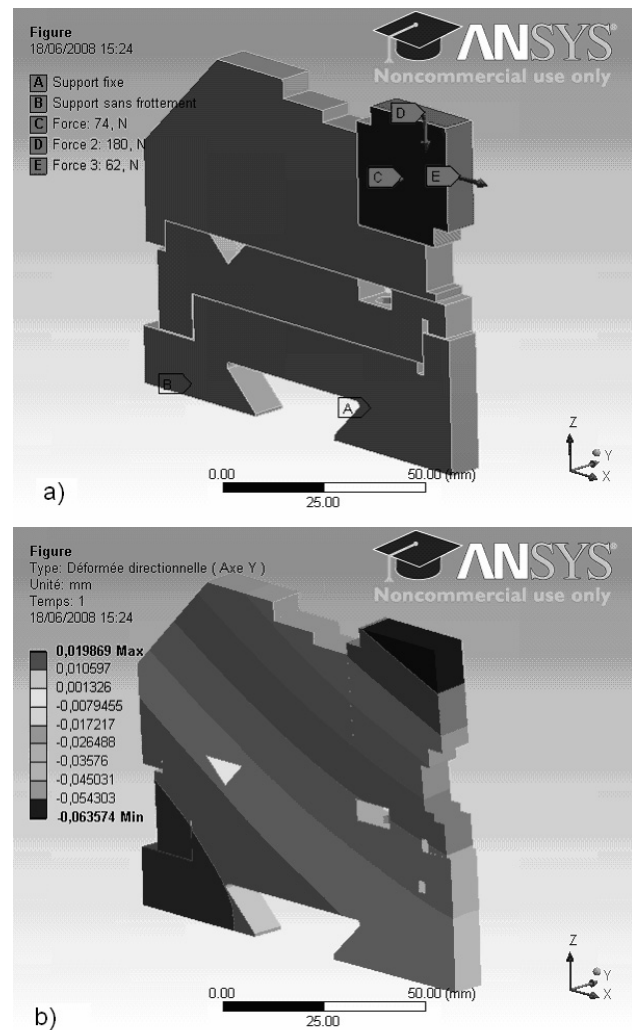 Figure
18/06/2008 15:24
ANSYS
Noncommercial use only
A Support fixe
B Support sans frottement
C Force: 74, N
D Force 2: 180, N
E Force 3: 62, N
D
C E
B
A
Z
Y
X
0.00 50.00 (mm)
25.00
a)
Figure
Type: Déformée directionnelle ( Axe Y )
Unité: mm
Temps: 1
18/06/2008 15:24
ANSYS
Noncommercial use only
0,019869 Max
0,010597
0,001326
-0,0079455
-0,017217
-0,026488
-0,03576
-0,045031
-0,054303
-0,063574 Min
Z
Y
X
0.00 50.00 (mm)
25.00
b)